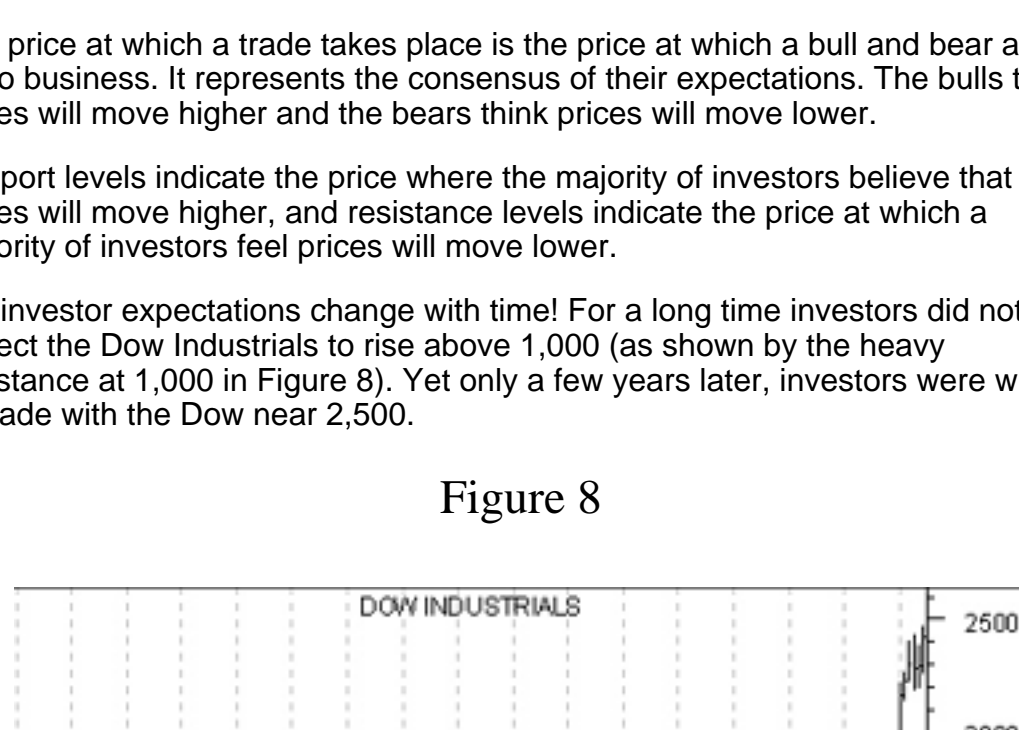 price at which a trade takes place is the price at which a bull and bear a
o business. It represents the consensus of their expectations. The bulls t
es will move higher and the bears think prices will move lower.
port levels indicate the price where the majority of investors believe that
es will move higher, and resistance levels indicate the price at which a
ority of investors feel prices will move lower.
investor expectations change with time! For a long time investors did not
ect the Dow Industrials to rise above 1,000 (as shown by the heavy
stance at 1,000 in Figure 8). Yet only a few years later, investors were w
ade with the Dow near 2,500.
Figure 8
DOW INDUSTRIALS
2500